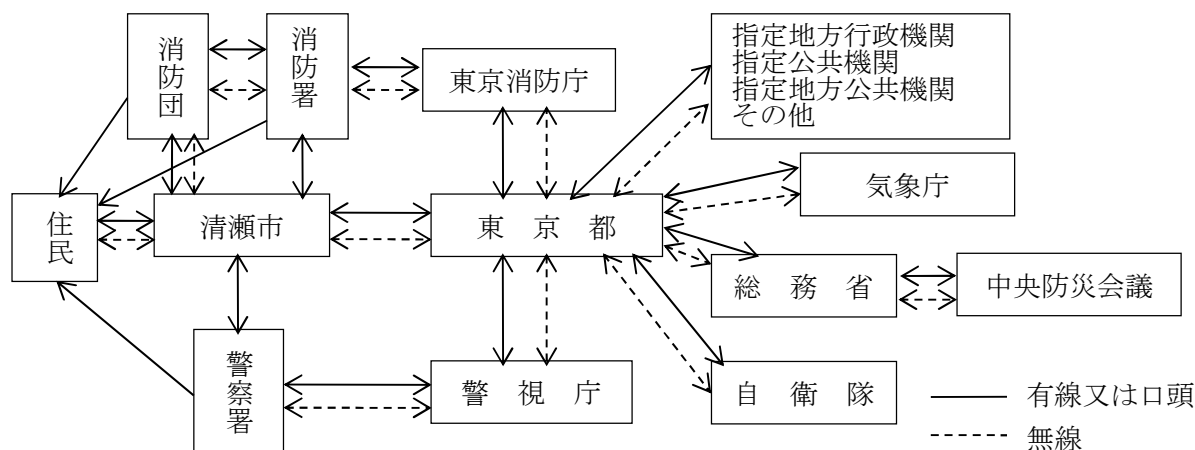 消防団
消防署
東京消防庁
指定地方行政機関
指定公共機関
指定地方公共機関
その他
気象庁
住民
清瀬市
東 京 都
総 務 省
中央防災会議
警察署
警 視 庁
自 衛 隊
有線又は口頭
無線